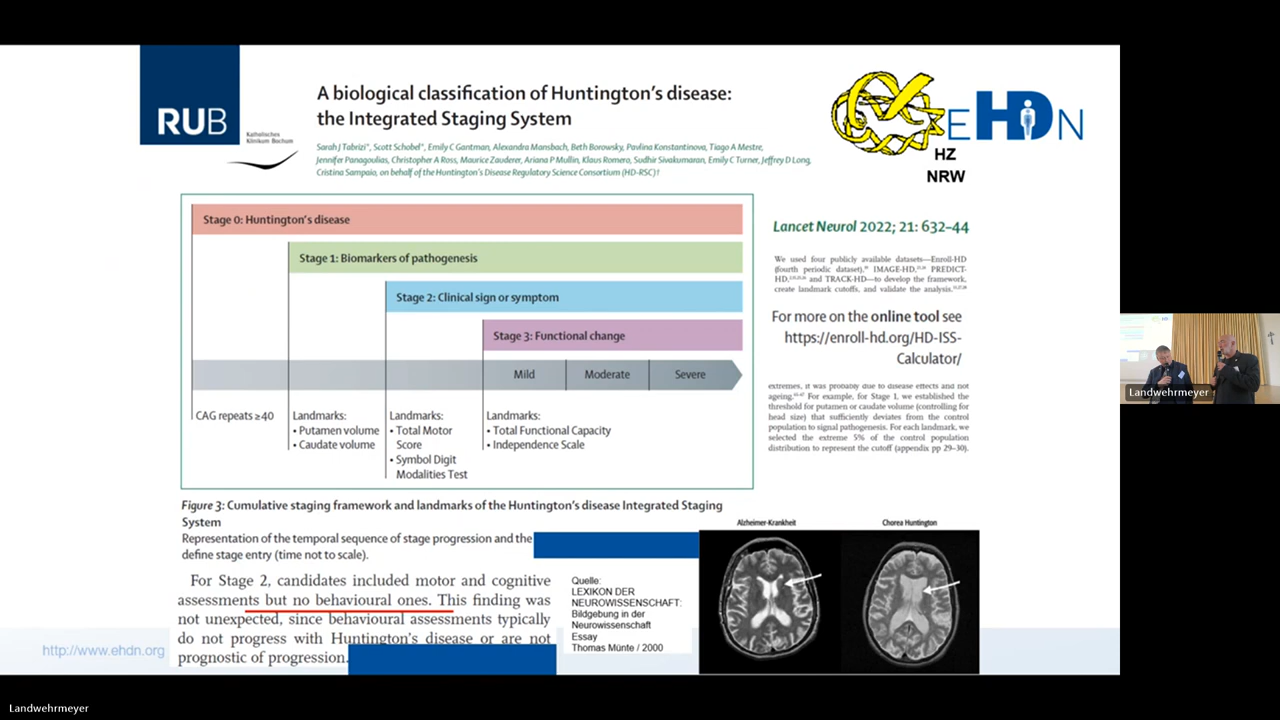 RUB
Katholisches
Klinikum Bochum
A biological classification of Huntington's disease:
the Integrated Staging System
Sarah J Tabrizi*, Scott Schobel*, Emily C Gantman, Alexandra Mansbach, Beth Borowsky, Pavlina Konstantinova, Tiago A Mestre,
Jennifer Panagoulias, Christopher A Ross, Maurice Zauderer, Ariana P Mullin, Klaus Romero, Sudhir Sivakumaran, Emily C Turner, Jeffrey D Long,
Cristina Sampaio, on behalf of the Huntington's Disease Regulatory Science Consortium (HD-RSC)†
EHDN
HZ
NRW
Stage 0: Huntington's disease
Stage 1: Biomarkers of pathogenesis
Stage 2: Clinical sign or symptom
Stage 3: Functional change
Mild Moderate Severe
CAG repeats ≥40
Landmarks:
• Putamen volume
• Caudate volume
Landmarks:
• Total Motor
Score
• Symbol Digit
Modalities Test
Landmarks:
• Total Functional Capacity
• Independence Scale
Figure 3: Cumulative staging framework and landmarks of the Huntington's disease Integrated Staging
System
Representation of the temporal sequence of stage progression and the
define stage entry (time not to scale).
Lancet Neurol 2022; 21: 632–44
We used four publicly available datasets—Enroll-HD
(fourth periodic dataset), IMAGE-HD, PREDICT-
HD, and TRACK-HD—to develop the framework,
create landmark cutoffs, and validate the analysis.
For more on the online tool see
https://enroll-hd.org/HD-ISS-
Calculator/
extremes, it was probably due to disease effects and not
ageing. For example, for Stage 1, we established the
threshold for putamen or caudate volume (controlling for
head size) that sufficiently deviates from the control
population to signal pathogenesis. For each landmark, we
selected the extreme 5% of the control population
distribution to represent the cutoff (appendix pp 29–30).
For Stage 2, candidates included motor and cognitive
assessments but no behavioural ones. This finding was
not unexpected, since behavioural assessments typically
do not progress with Huntington's disease or are not
prognostic of progression.
Quelle:
LEXIKON DER
NEUROWISSENSCHAFT:
Bildgebung in der
Neurowissenschaft
Essay
Thomas Münte / 2000
Alzheimer-Krankheit
Chorea Huntington
http://www.ehdn.org
Landwehrmeyer
Landwehrmeyer